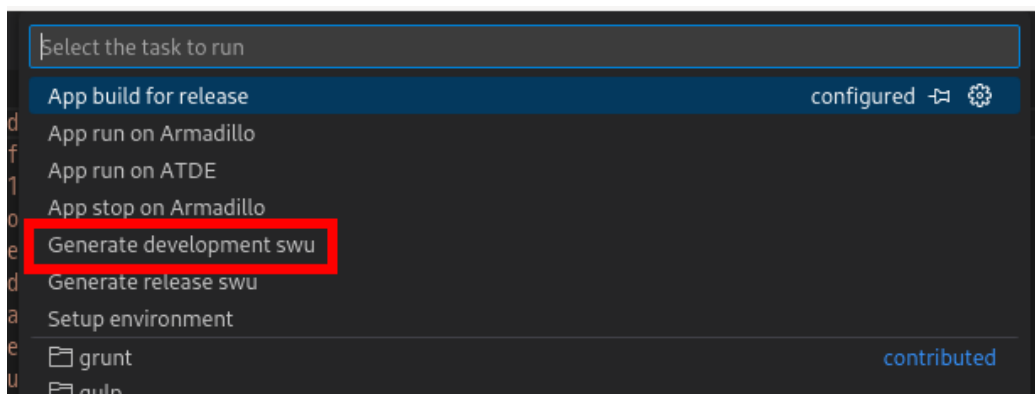 Select the task to run
App build for release configured
App run on Armadillo
App run on ATDE
App stop on Armadillo
Generate development swu
Generate release swu
Setup environment
grunt contributed
gulp